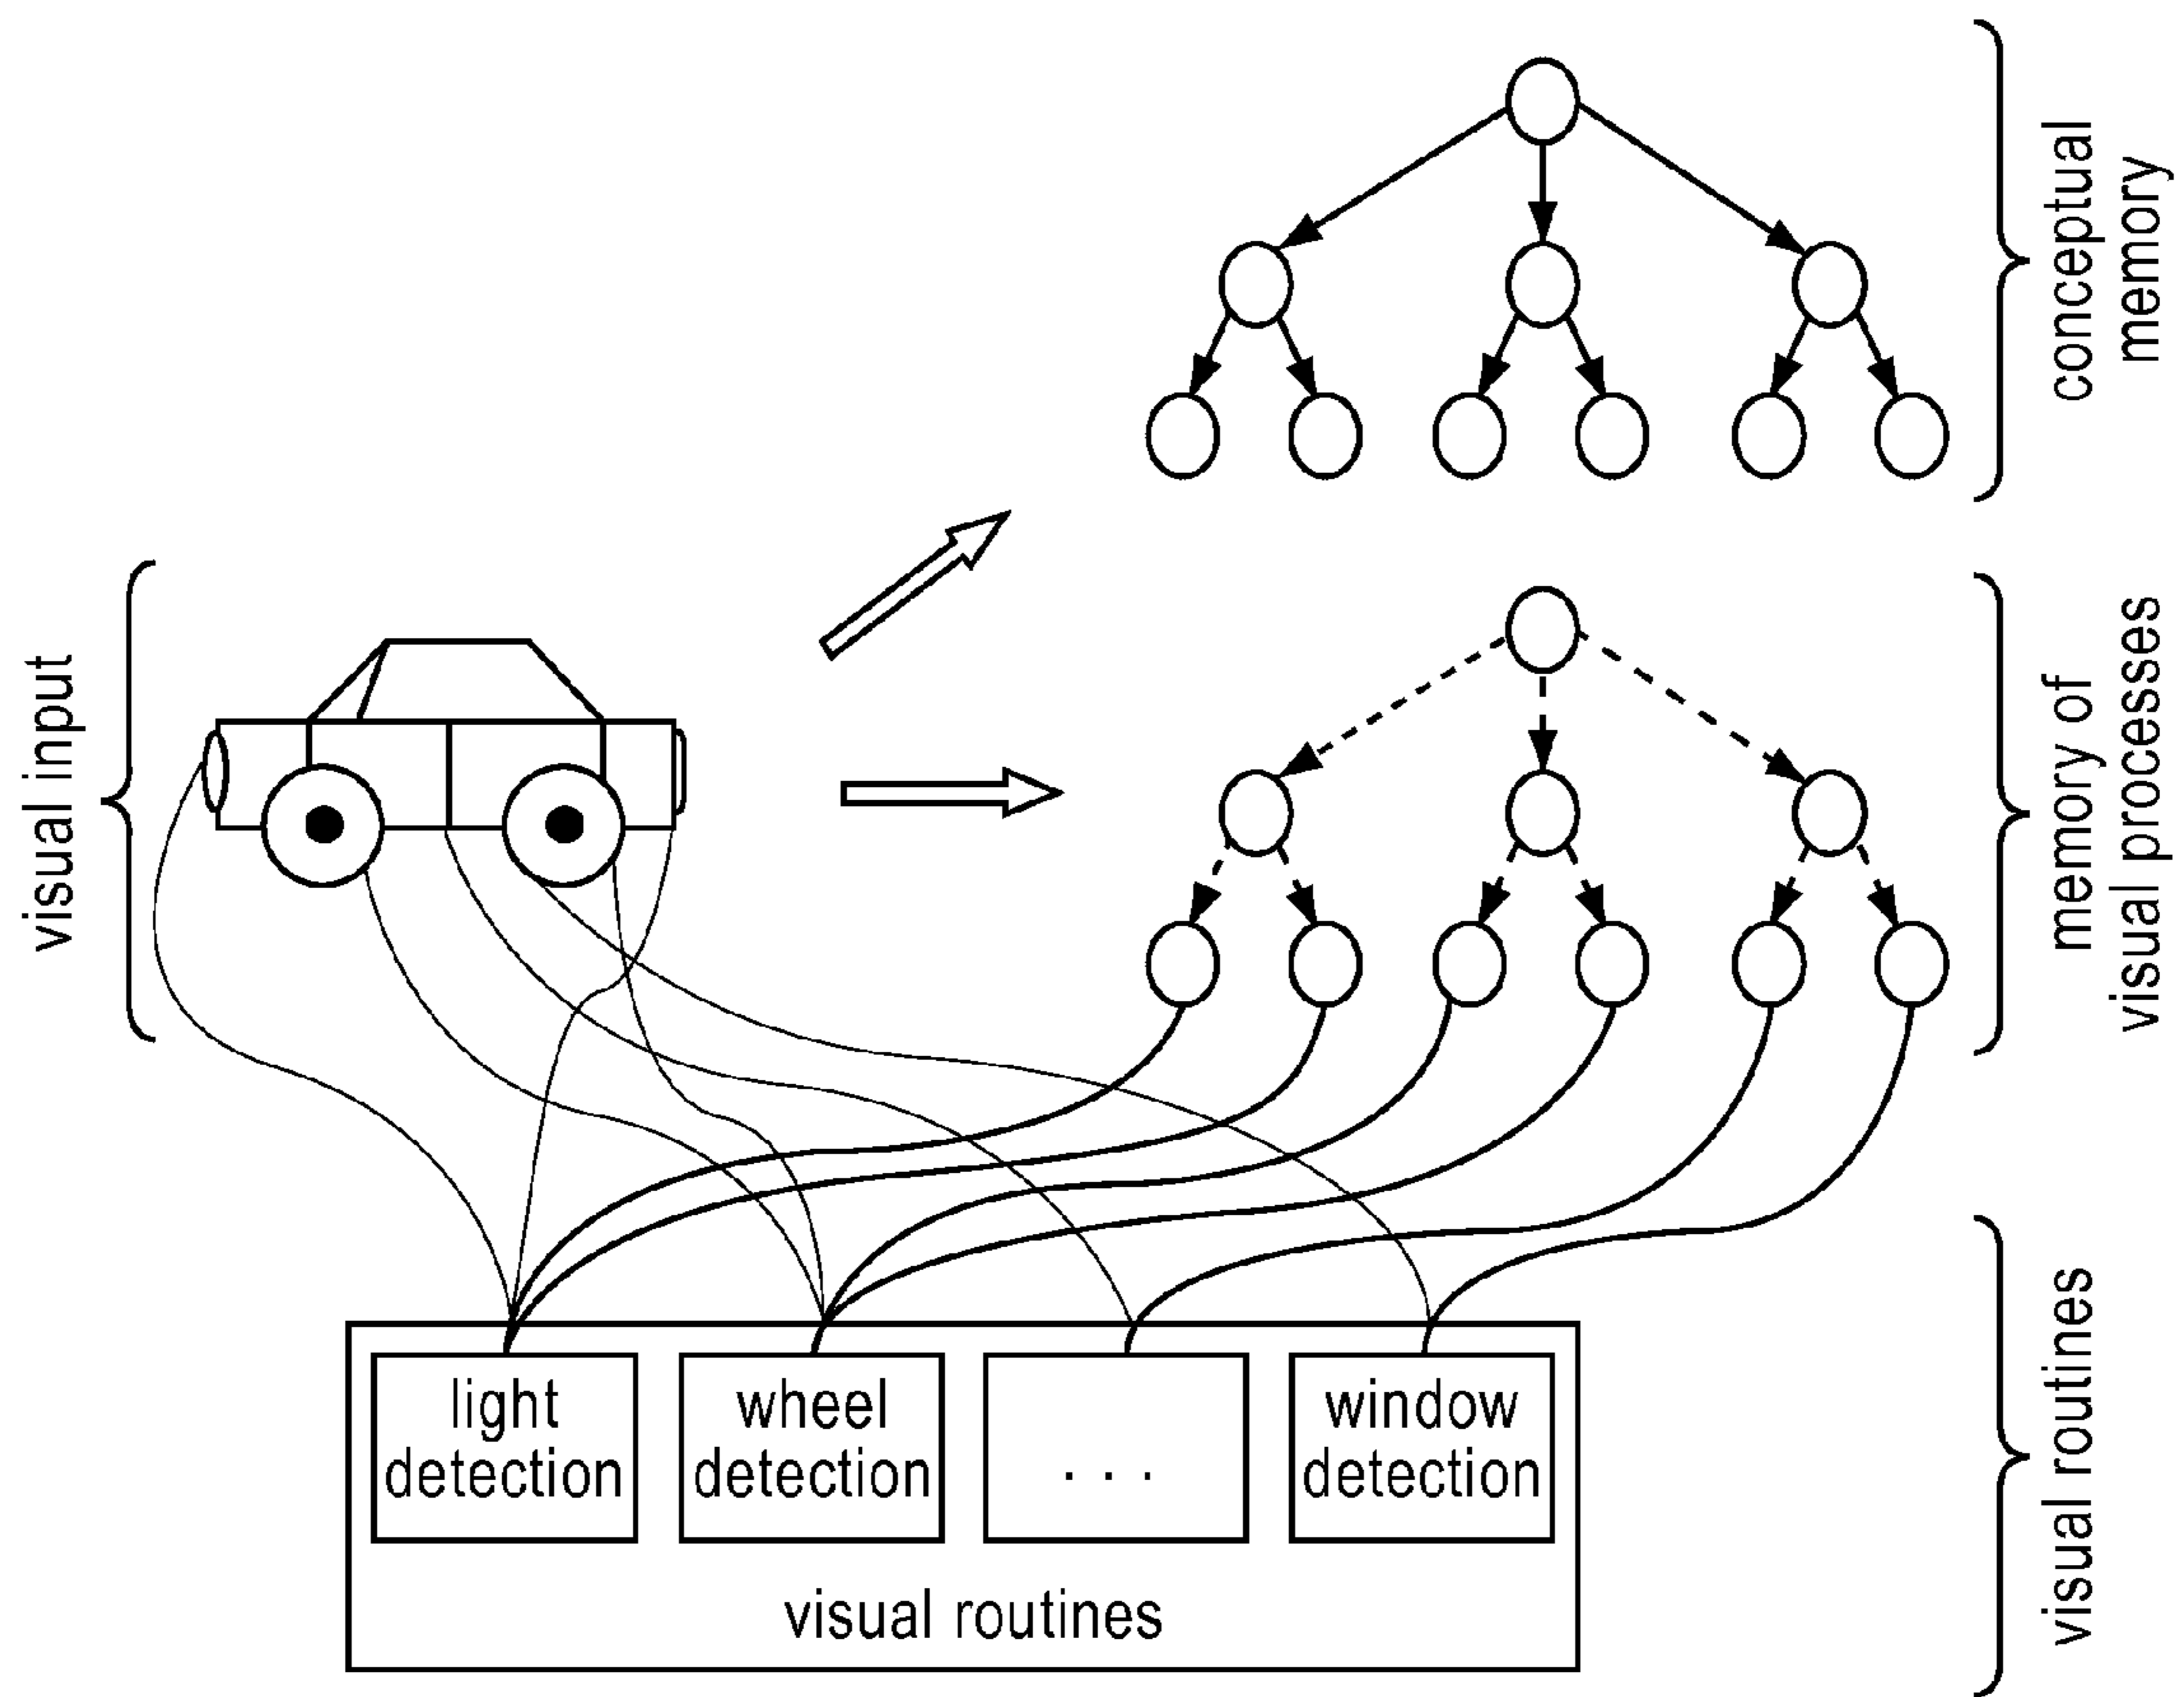 conceptual
memory
visual input
memory of
visual processes
visual routines
light
detection
wheel
detection
. . .
window
detection
visual routines